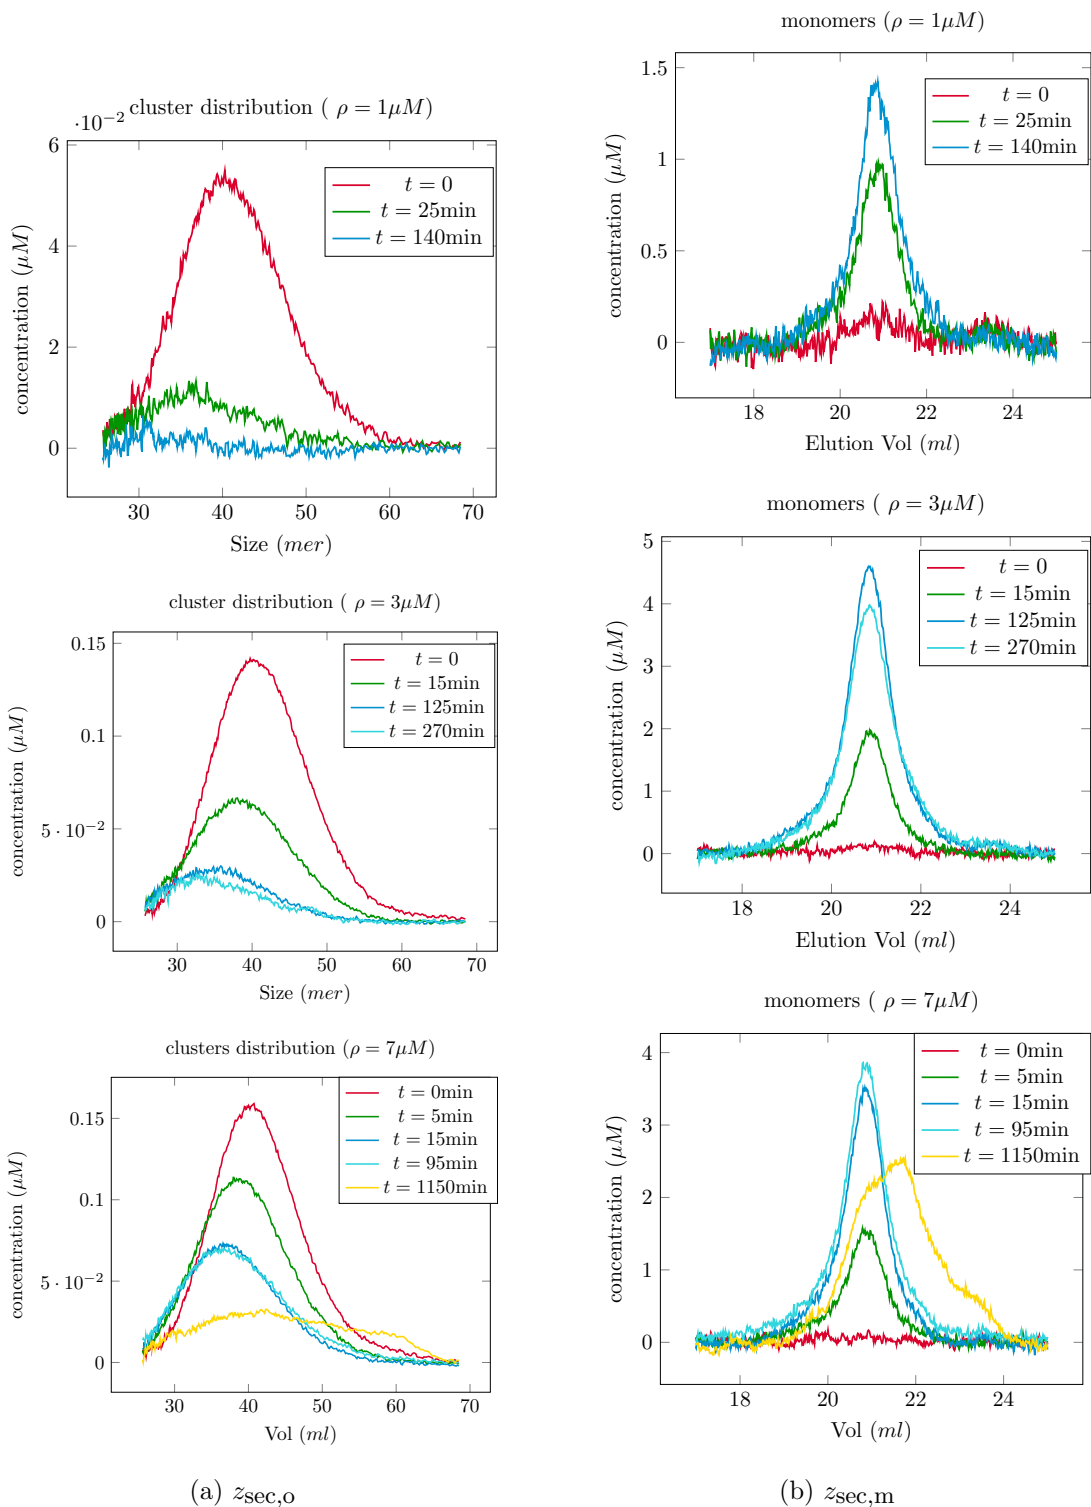 cluster distribution ( ρ = 1μM)
·10−2
6
4
2
0
concentration (μM)
t = 0
t = 25min
t = 140min
30 40 50 60 70
Size (mer)
monomers (ρ = 1μM)
1.5
1
0.5
0
concentration (μM)
t = 0
t = 25min
t = 140min
18 20 22 24
Elution Vol (ml)
cluster distribution ( ρ = 3μM)
0.15
0.1
5 · 10−2
0
concentration (μM)
t = 0
t = 15min
t = 125min
t = 270min
30 40 50 60 70
Size (mer)
monomers ( ρ = 3μM)
5
4
3
2
1
0
concentration (μM)
t = 0
t = 15min
t = 125min
t = 270min
18 20 22 24
Elution Vol (ml)
clusters distribution (ρ = 7μM)
0.15
0.1
5 · 10−2
0
concentration (μM)
t = 0min
t = 5min
t = 15min
t = 95min
t = 1150min
30 40 50 60 70
Vol (ml)
monomers ( ρ = 7μM)
4
3
2
1
0
concentration (μM)
t = 0min
t = 5min
t = 15min
t = 95min
t = 1150min
18 20 22 24
Vol (ml)
(a) zsec,o
(b) zsec,m